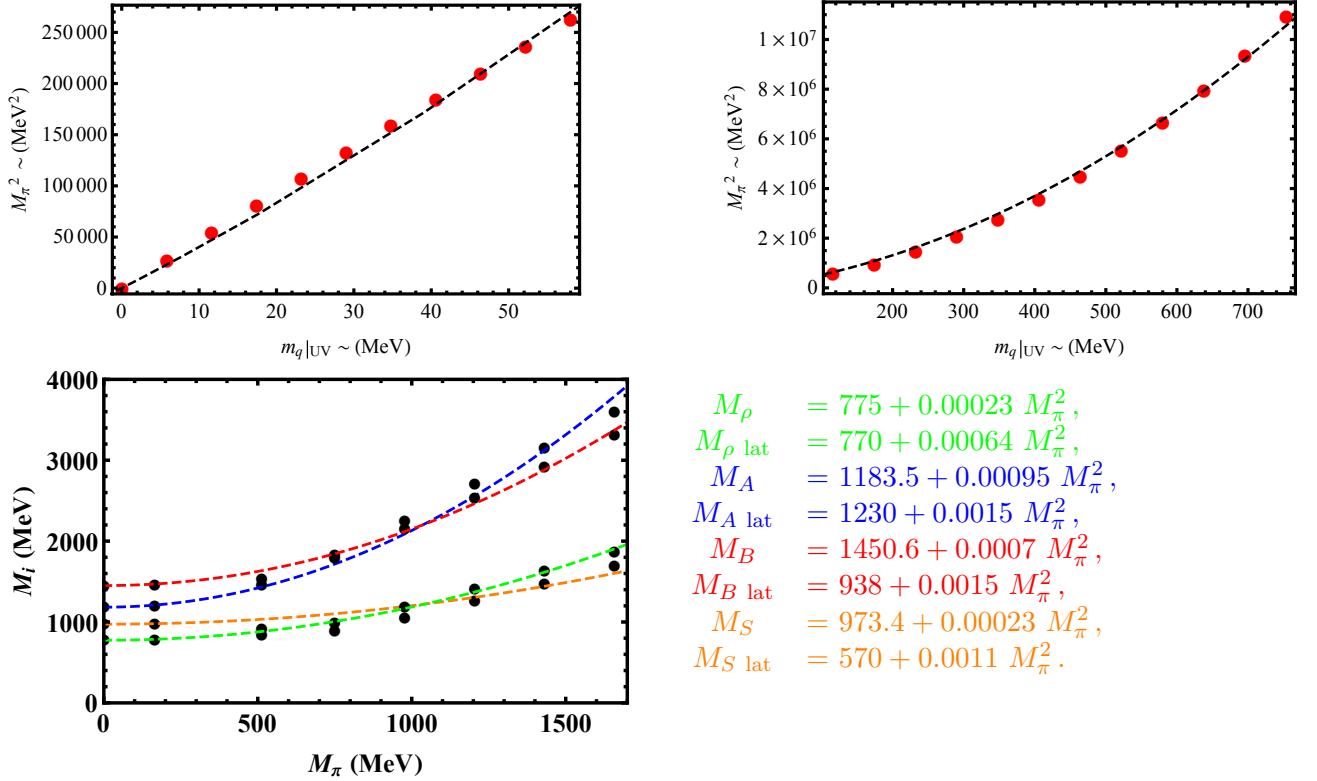 250 000
200 000
150 000
100 000
50 000
0
M_π^2 ~ (MeV^2)
0 10 20 30 40 50
m_q|_UV ~ (MeV)
1×10^7
8×10^6
6×10^6
4×10^6
2×10^6
0
M_π^2 ~ (MeV^2)
200 300 400 500 600 700
m_q|_UV ~ (MeV)
4000
3000
2000
1000
0
M_i (MeV)
0 500 1000 1500
M_π (MeV)
M_ρ = 775 + 0.00023 M_π^2 ,
M_ρ lat = 770 + 0.00064 M_π^2 ,
M_A = 1183.5 + 0.00095 M_π^2 ,
M_A lat = 1230 + 0.0015 M_π^2 ,
M_B = 1450.6 + 0.0007 M_π^2 ,
M_B lat = 938 + 0.0015 M_π^2 ,
M_S = 973.4 + 0.00023 M_π^2 ,
M_S lat = 570 + 0.0011 M_π^2 .